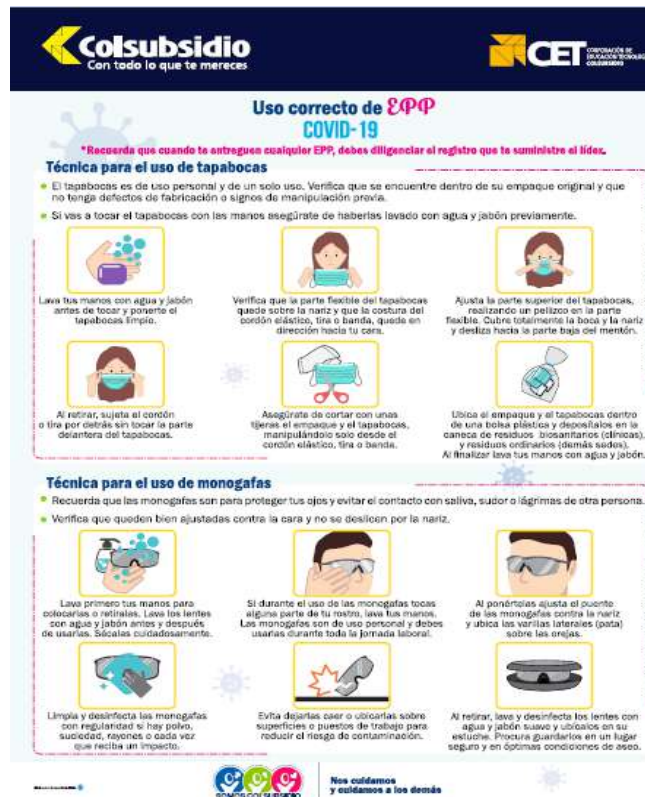 Colsubsidio
Con todo lo que te mereces
CET
CORPORACIÓN DE
EDUCACIÓN TECNOLÓGICA
COLSUBSIDIO
Uso correcto de EPP
COVID-19
*Recuerda que cuando te entreguen cualquier EPP, debes diligenciar el registro que te suministre el líder.
Técnica para el uso de tapabocas
El tapabocas es de uso personal y de un solo uso. Verifica que se encuentre dentro de su empaque original y que
no tenga defectos de fabricación o signos de manipulación previa.
Si vas a tocar el tapabocas con las manos asegúrate de haberlas lavado con agua y jabón previamente.
Lava tus manos con agua y jabón
antes de tocar y ponerte el
tapabocas limpio.
Verifica que la parte flexible del tapabocas
quede sobre la nariz y que la costura del
cordón elástico, tira o banda, quede en
dirección hacia tu cara.
Ajusta la parte superior del tapabocas,
realizando un pellizco en la parte
flexible. Cubre totalmente la boca y la nariz
y desliza hacia la parte baja del mentón.
Al retirar, sujeta el cordón
o tira por detrás sin tocar la parte
delantera del tapabocas.
Asegúrate de cortar con unas
tijeras el empaque y el tapabocas,
manipulándolo solo desde el
cordón elástico, tira o banda.
Ubica el empaque y el tapabocas dentro
de una bolsa plástica y deposítalos en la
caneca de residuos biosanitarios (clínicas),
y residuos ordinarios (demás sedes).
Al finalizar lava tus manos con agua y jabón.
Técnica para el uso de monogafas
Recuerda que las monogafas son para proteger tus ojos y evitar el contacto con saliva, sudor o lágrimas de otra persona.
Verifica que queden bien ajustadas contra la cara y no se deslicen por la nariz.
Lava primero tus manos para
colocarlas o retirarlas. Lava los lentes
con agua y jabón antes y después
de usarlas. Sécalas cuidadosamente.
Si durante el uso de las monogafas tocas
alguna parte de tu rostro, lava tus manos.
Las monogafas son de uso personal y debes
usarlas durante toda la jornada laboral.
Al ponértelas ajusta el puente
de las monogafas contra la nariz
y ubica las varillas laterales (pata)
sobre las orejas.
Limpia y desinfecta las monogafas
con regularidad si hay polvo,
suciedad, rayones o cada vez
que reciba un impacto.
Evita dejarlas caer o ubicarlas sobre
superficies o puestos de trabajo para
reducir el riesgo de contaminación.
Al retirar, lava y desinfecta los lentes con
agua y jabón suave y ubícalos en su
estuche. Procura guardarlos en un lugar
seguro y en óptimas condiciones de aseo.
SOMOS COLSUBSIDIO
Nos cuidamos
y cuidamos a los demás